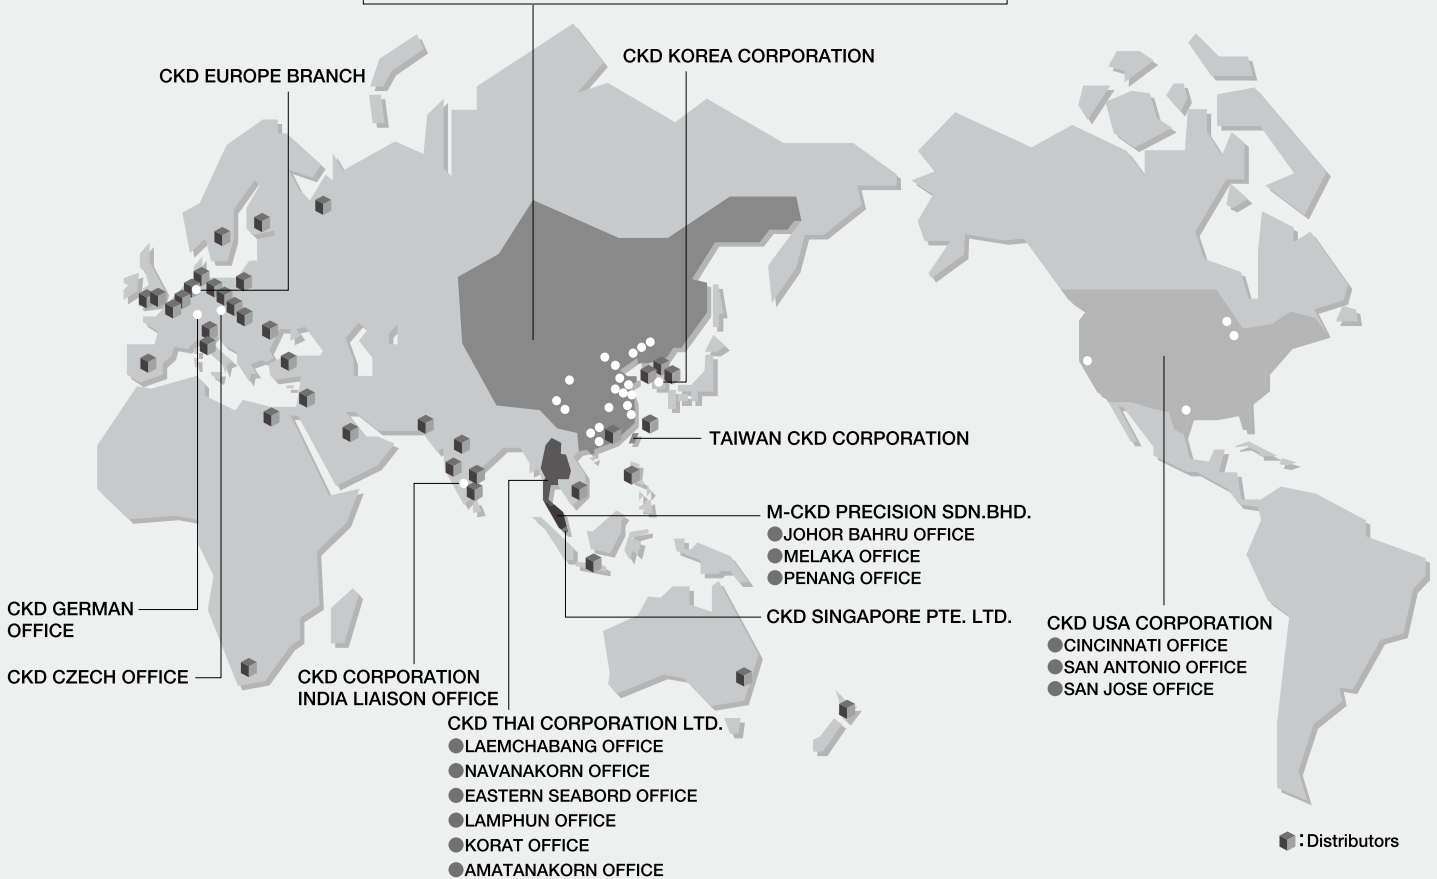 CKD EUROPE BRANCH
CKD KOREA CORPORATION
TAIWAN CKD CORPORATION
M-CKD PRECISION SDN.BHD.
●JOHOR BAHRU OFFICE
●MELAKA OFFICE
●PENANG OFFICE
CKD SINGAPORE PTE. LTD.
CKD GERMAN
OFFICE
CKD CZECH OFFICE
CKD CORPORATION
INDIA LIAISON OFFICE
CKD THAI CORPORATION LTD.
●LAEMCHABANG OFFICE
●NAVANAKORN OFFICE
●EASTERN SEABORD OFFICE
●LAMPHUN OFFICE
●KORAT OFFICE
●AMATANAKORN OFFICE
CKD USA CORPORATION
●CINCINNATI OFFICE
●SAN ANTONIO OFFICE
●SAN JOSE OFFICE
: Distributors